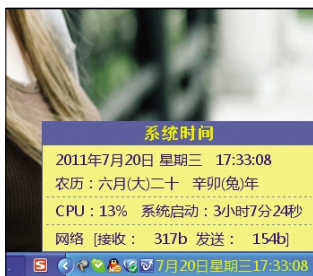 系统时间
2011年7月20日 星期三 17:33:08
农历：六月(大)二十 辛卯(兔)年
CPU：13% 系统启动：3小时7分24秒
网络 [接收： 317b 发送： 154b]
S 7月20日星期三17:33:08